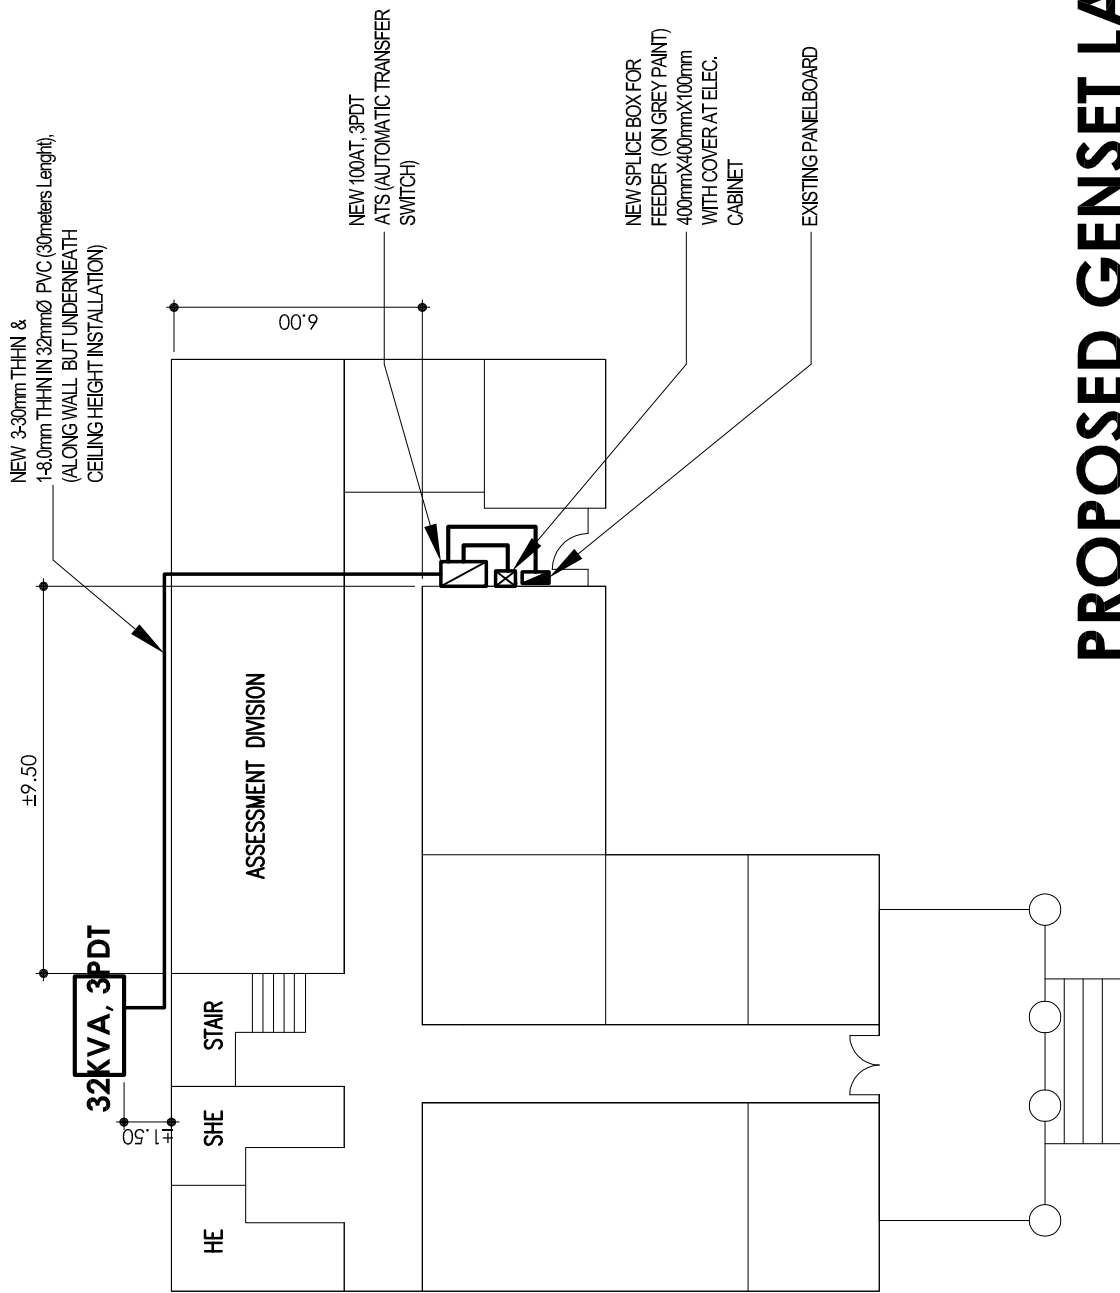 NEW 3-30mm THHN &
1-8.0mm THHN IN 32mmØ PVC (30meters Lenght),
(ALONG WALL BUT UNDERNEATH
CEILING HEIGHT INSTALLATION)
NEW 100AT, 3PDT
ATS (AUTOMATIC TRANSFER
SWITCH)
NEW SPLICE BOX FOR
FEEDER (ON GREY PAINT)
400mmX400mmX100mm
WITH COVER AT ELEC.
CABINET
EXISTING PANELBOARD
6.00
±9.50
±1.50
32KVA, 3PDT
ASSESSMENT DIVISION
STAIR
SHE
HE
PROPOSED GENSET LA